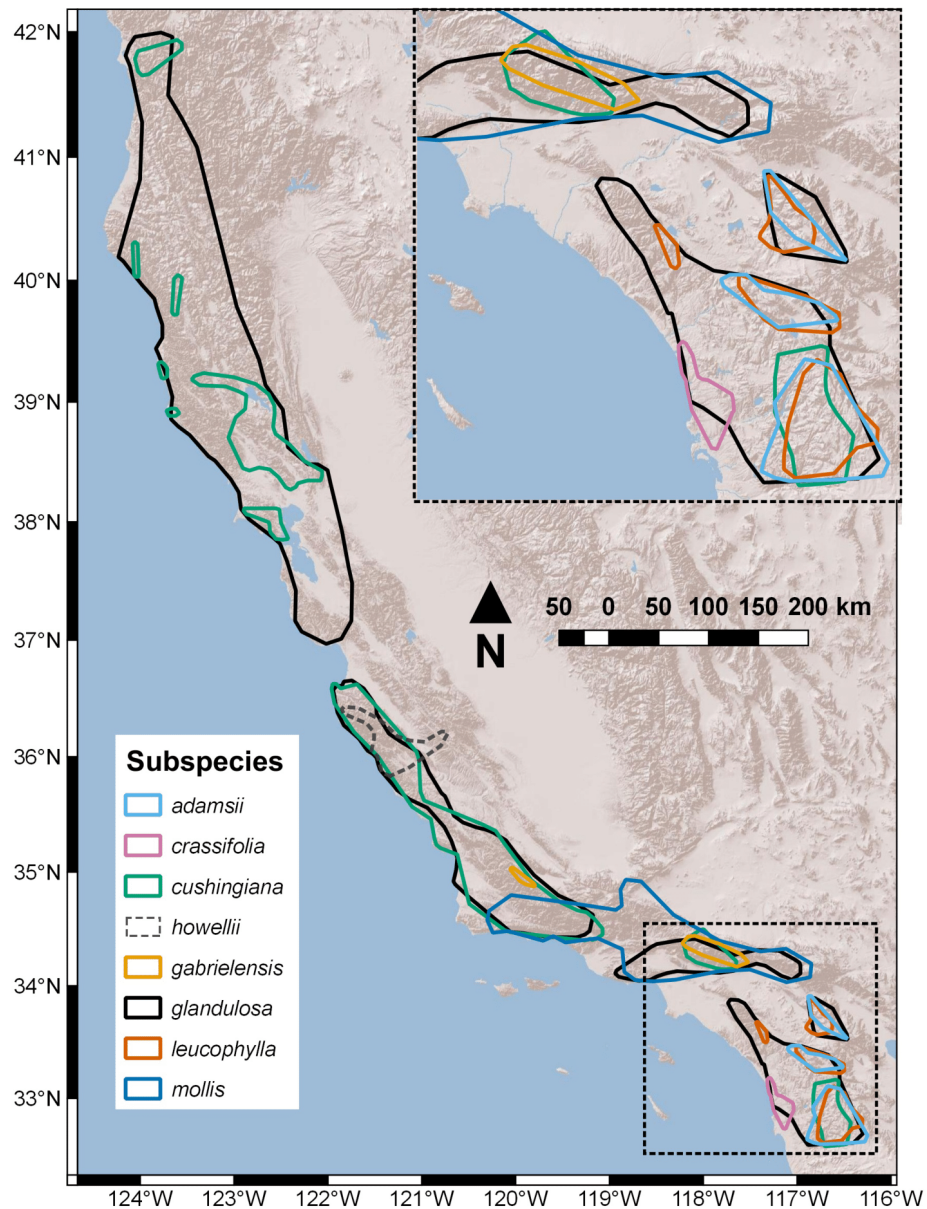 42°N
41°N
40°N
39°N
38°N
37°N
36°N
35°N
34°N
33°N
N
50 0 50 100 150 200 km
Subspecies
adamsii
crassifolia
cushingiana
howellii
gabrielensis
glandulosa
leucophylla
mollis
124°W 123°W 122°W 121°W 120°W 119°W 118°W 117°W 116°W